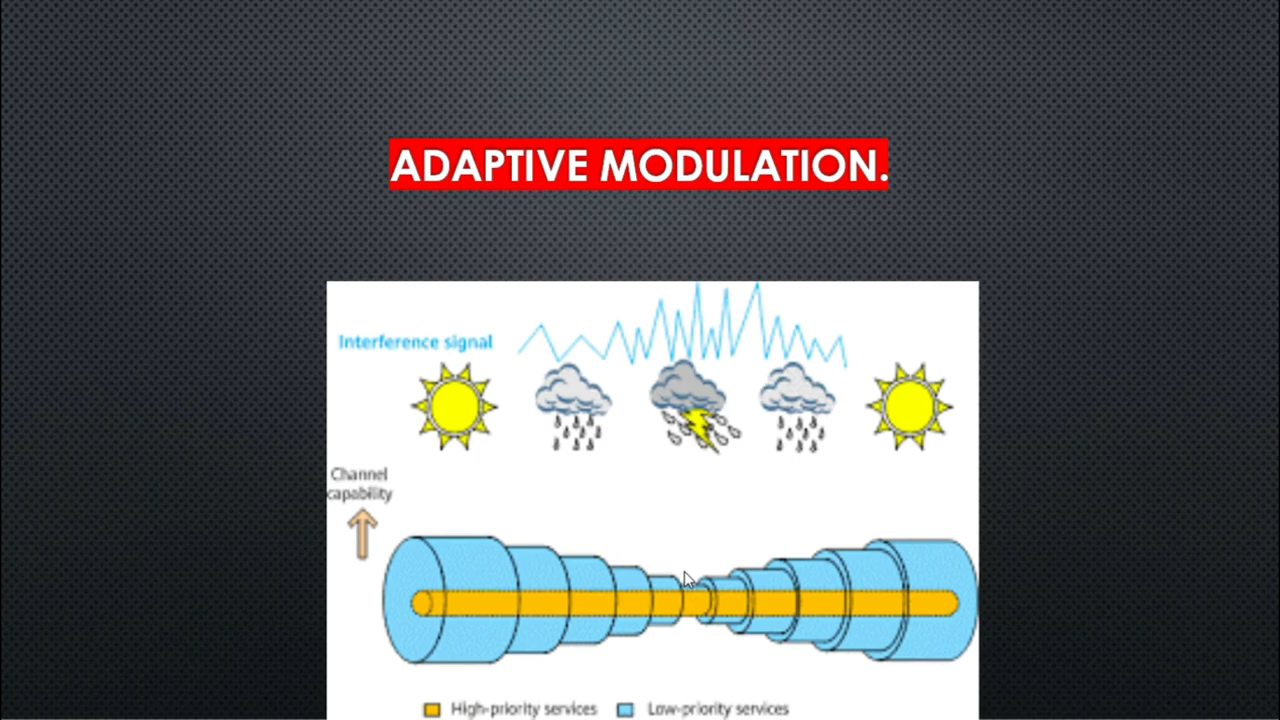 ADAPTIVE MODULATION.
Interference signal
Channel
capability
High-priority services
Low-priority services